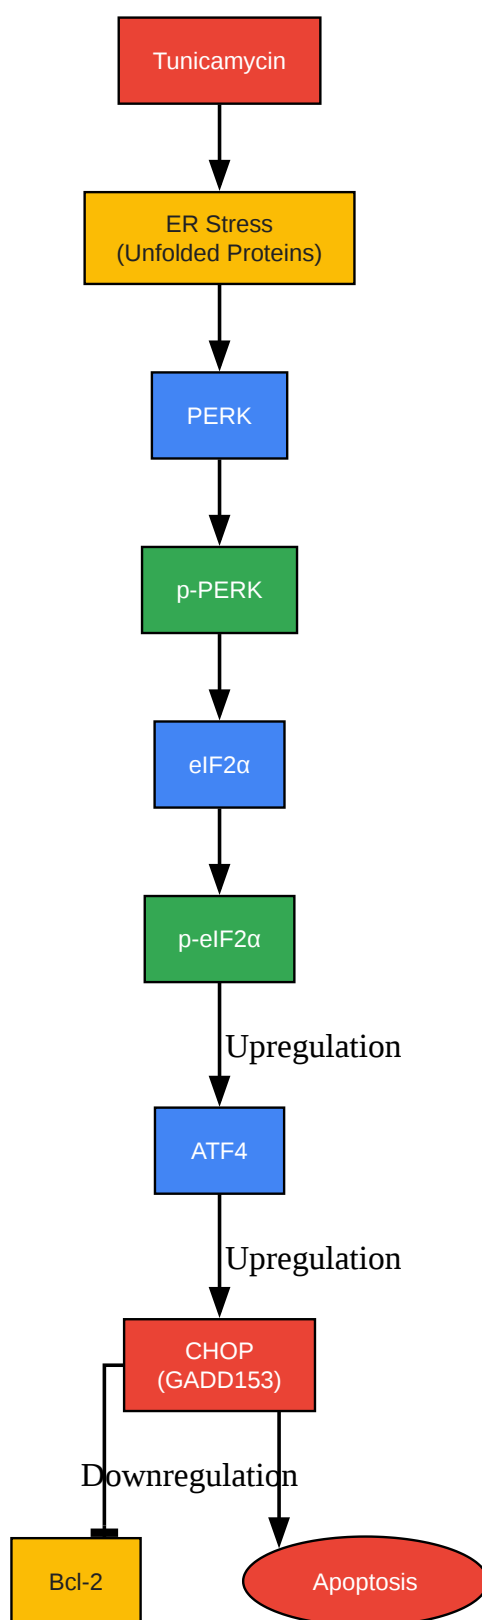 Tunicamycin
ER Stress
(Unfolded Proteins)
PERK
p-PERK
eIF2α
p-eIF2α
Upregulation
ATF4
Upregulation
CHOP
(GADD153)
Downregulation
Bcl-2
Apoptosis